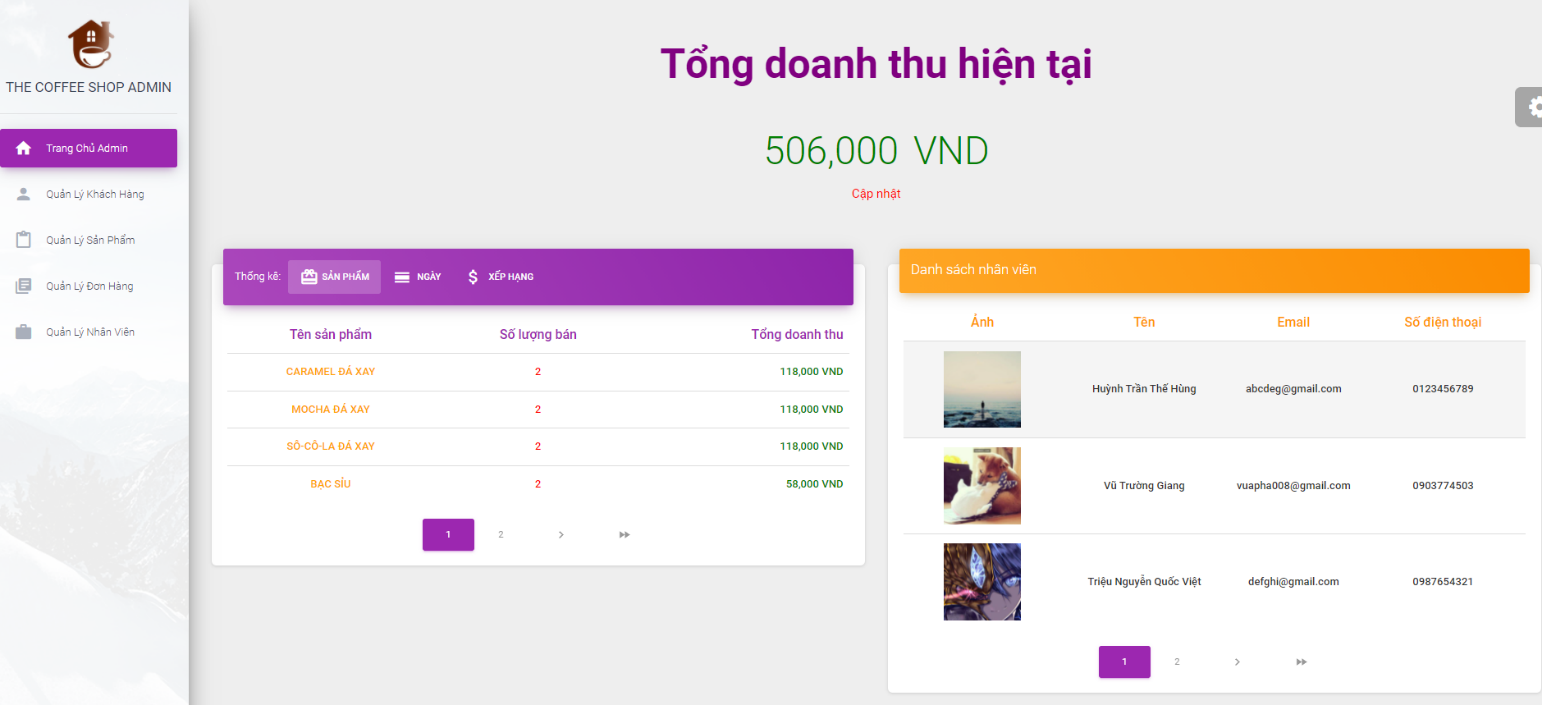 THE COFFEE SHOP ADMIN
Trang Chủ Admin
Quản Lý Khách Hàng
Quản Lý Sản Phẩm
Quản Lý Đơn Hàng
Quản Lý Nhân Viên
Tổng doanh thu hiện tại
506,000 VND
Cập nhật
Thống kê: SẢN PHẨM NGÀY XẾP HẠNG
Tên sản phẩm Số lượng bán Tổng doanh thu
CARAMEL ĐÁ XAY 2 118,000 VND
MOCHA ĐÁ XAY 2 118,000 VND
SÔ-CÔ-LA ĐÁ XAY 2 118,000 VND
BẠC SỈU 2 58,000 VND
1 2
Danh sách nhân viên
Ảnh Tên Email Số điện thoại
Huỳnh Trần Thế Hùng abcdeg@gmail.com 0123456789
Vũ Trường Giang vuapha008@gmail.com 0903774503
Triệu Nguyễn Quốc Việt defghi@gmail.com 0987654321
1 2